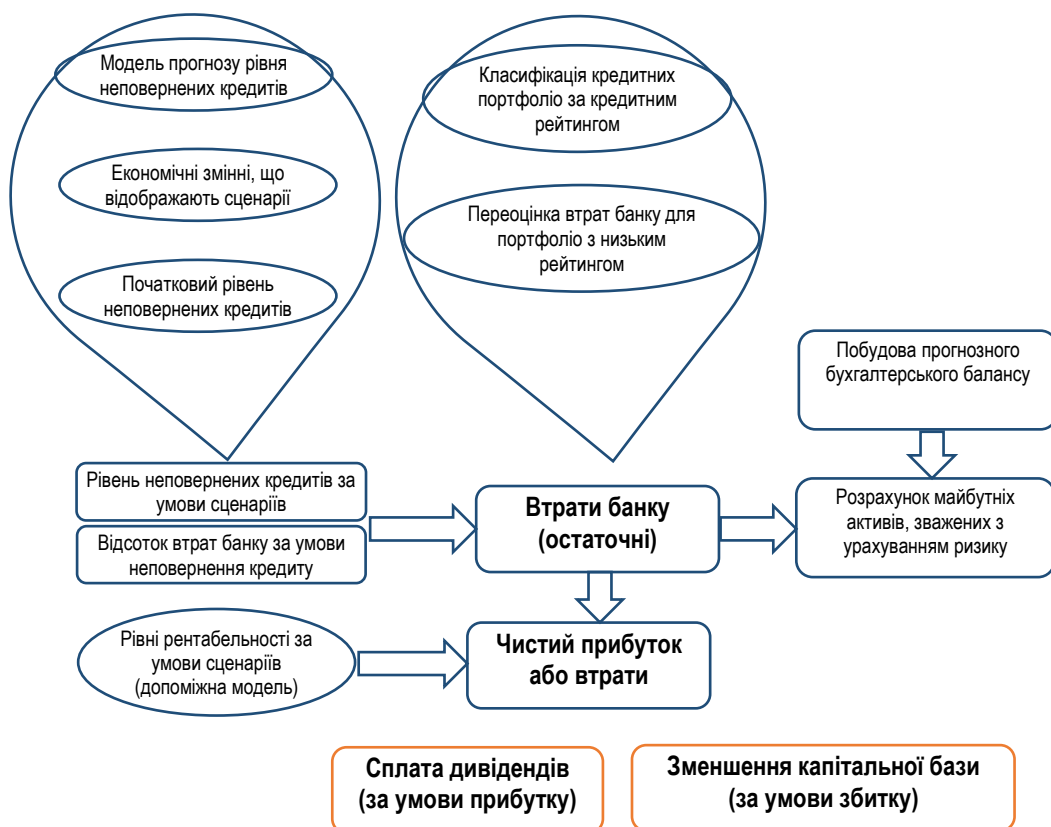 Модель прогнозу рівня
неповернених кредитів
Економічні змінні, що
відображають сценарії
Початковий рівень
неповернених кредитів
Класифікація кредитних
портфоліо за кредитним
рейтингом
Переоцінка втрат банку для
портфоліо з низьким
рейтингом
Побудова прогнозного
бухгалтерського балансу
Рівень неповернених кредитів за
умови сценаріїв
Відсоток втрат банку за умови
неповернення кредиту
Втрати банку
(остаточні)
Розрахунок майбутніх
активів, зважених з
урахуванням ризику
Рівні рентабельності за
умови сценаріїв
(допоміжна модель)
Чистий прибуток
або втрати
Сплата дивідендів
(за умови прибутку)
Зменшення капітальної бази
(за умови збитку)